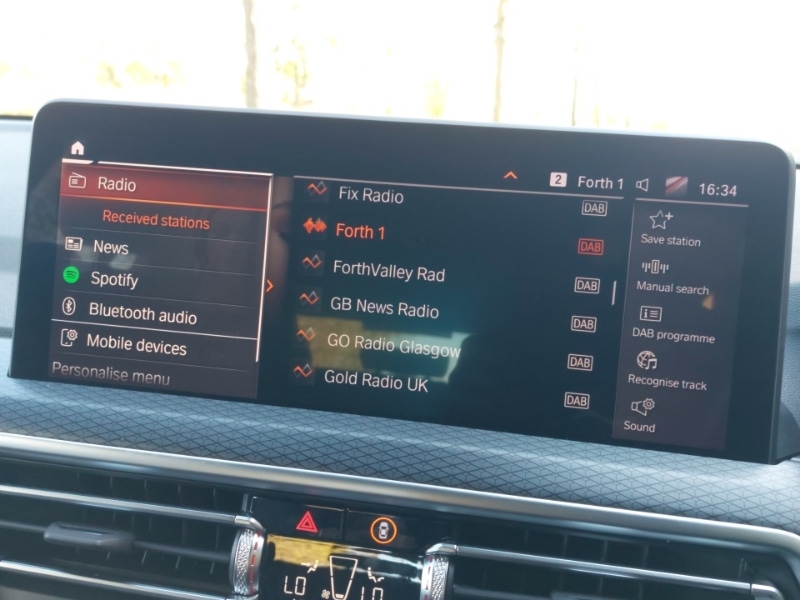 2 Forth 1 16:34
Radio
Received stations
News
Spotify
Bluetooth audio
Mobile devices
Personalise menu
Fix Radio DAB
Forth 1 DAB
ForthValley Rad DAB
GB News Radio DAB
GO Radio Glasgow DAB
Gold Radio UK DAB
Save station
Manual search
DAB programme
Recognise track
Sound
LO LO